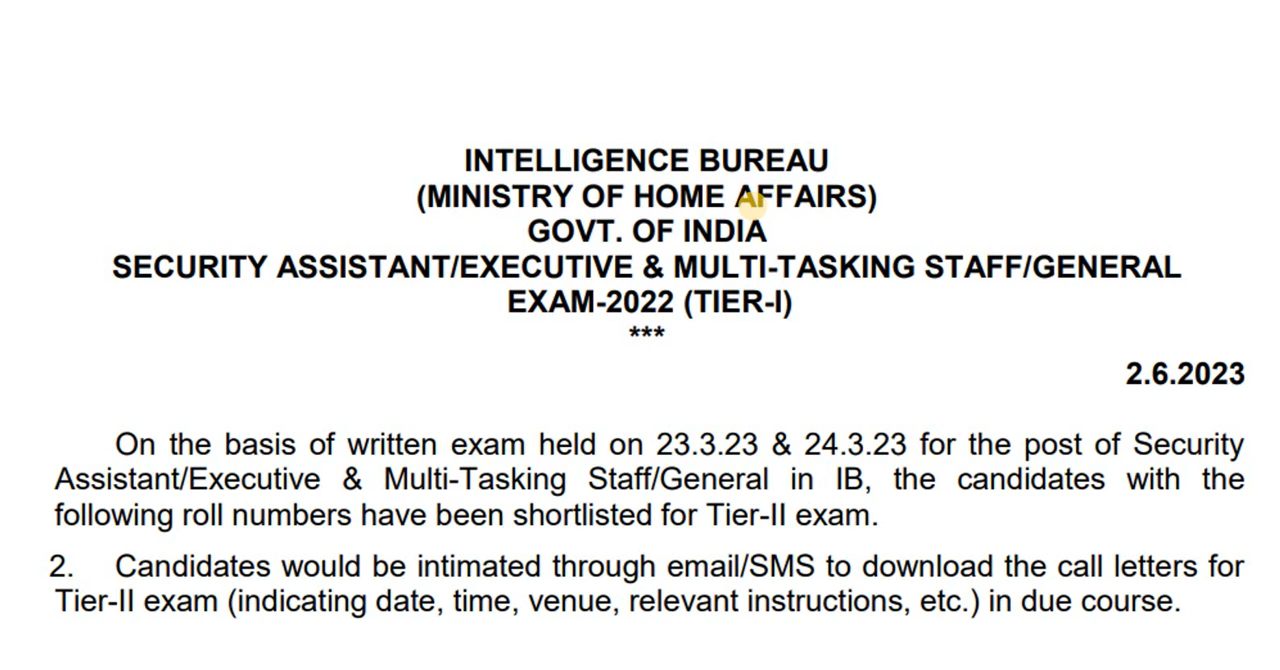 INTELLIGENCE BUREAU
(MINISTRY OF HOME AFFAIRS)
GOVT. OF INDIA
SECURITY ASSISTANT/EXECUTIVE & MULTI-TASKING STAFF/GENERAL
EXAM-2022 (TIER-I)
***
2.6.2023
On the basis of written exam held on 23.3.23 & 24.3.23 for the post of Security
Assistant/Executive & Multi-Tasking Staff/General in IB, the candidates with the
following roll numbers have been shortlisted for Tier-II exam.
2. Candidates would be intimated through email/SMS to download the call letters for
Tier-II exam (indicating date, time, venue, relevant instructions, etc.) in due course.